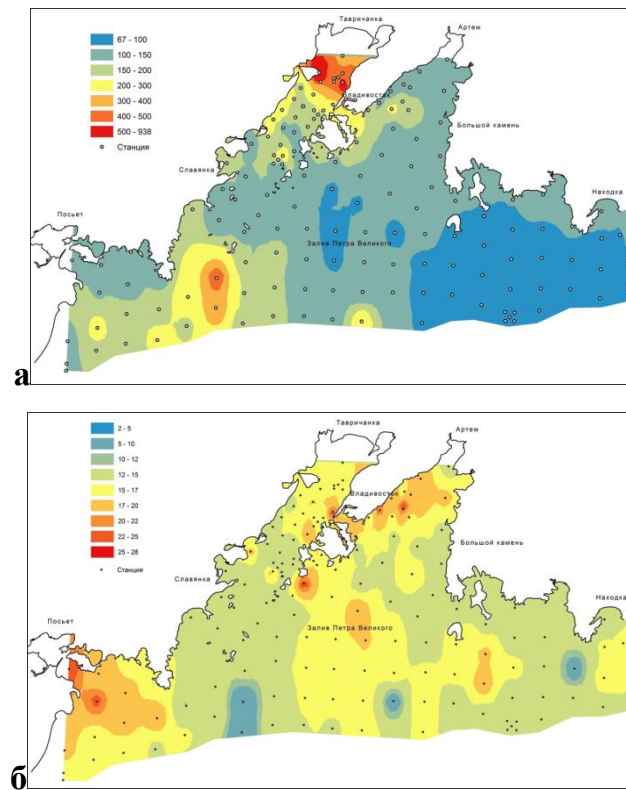 Тавричанка
Артем
67 - 100
100 - 150
150 - 200
200 - 300
300 - 400
400 - 500
500 - 938
Станция
Владивосток
Большой камень
Славянка
Находка
Посьет
Залив Петра Великого
а
Тавричанка
Артем
2 - 5
5 - 10
10 - 12
12 - 15
15 - 17
17 - 20
20 - 22
22 - 25
25 - 28
Станция
Владивосток
Большой камень
Славянка
Находка
Посьет
Залив Петра Великого
б